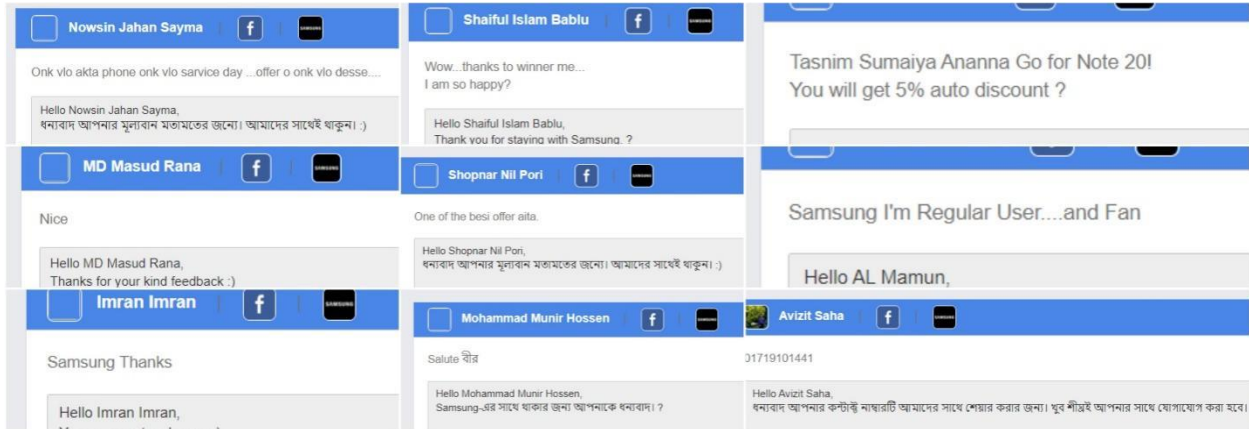 Nowsin Jahan Sayma
f
SAMSUNG
Onk vlo akta phone onk vlo sarvice day ...offer o onk vlo desse....
Hello Nowsin Jahan Sayma,
ধন্যবাদ আপনার মূল্যবান মতামতের জন্যে। আমাদের সাথেই থাকুন। :)
Shaiful Islam Bablu
f
SAMSUNG
Wow...thanks to winner me...
I am so happy?
Hello Shaiful Islam Bablu,
Thank you for staying with Samsung. ?
Tasnim Sumaiya Ananna Go for Note 20!
You will get 5% auto discount ?
MD Masud Rana
f
SAMSUNG
Nice
Hello MD Masud Rana,
Thanks for your kind feedback :)
Shopnar Nil Pori
f
SAMSUNG
One of the besi offer aita.
Hello Shopnar Nil Pori,
ধন্যবাদ আপনার মূল্যবান মতামতের জন্যে। আমাদের সাথেই থাকুন। :)
Samsung I'm Regular User....and Fan
Hello AL Mamun,
Imran Imran
f
SAMSUNG
Samsung Thanks
Hello Imran Imran,
Mohammad Munir Hossen
f
SAMSUNG
Salute বীর
Hello Mohammad Munir Hossen,
Samsung-এর সাথে থাকার জন্য আপনাকে ধন্যবাদ। ?
Avizit Saha
f
SAMSUNG
01719101441
Hello Avizit Saha,
ধন্যবাদ আপনার কন্টাক্ট নাম্বারটি আমাদের সাথে শেয়ার করার জন্য। খুব শীঘ্রই আপনার সাথে যোগাযোগ করা হবে।